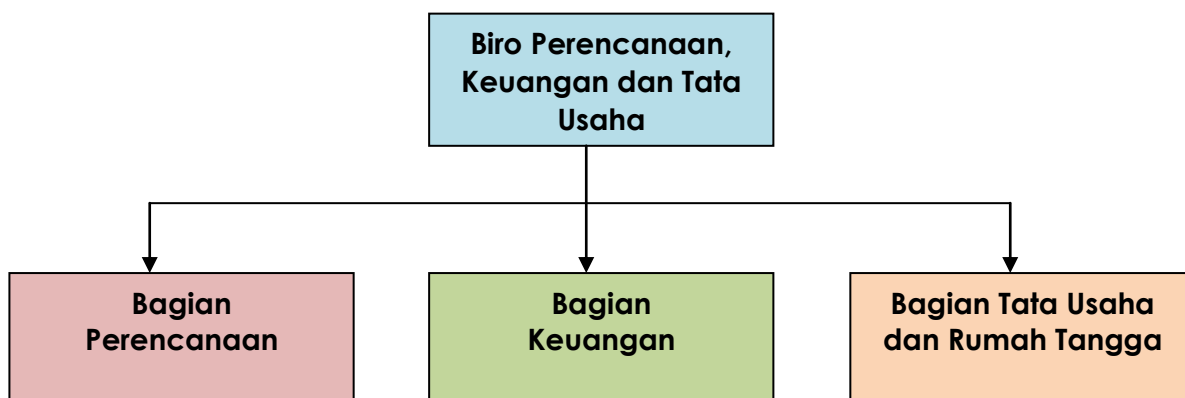 Biro Perencanaan,
Keuangan dan Tata
Usaha
Bagian
Perencanaan
Bagian
Keuangan
Bagian Tata Usaha
dan Rumah Tangga